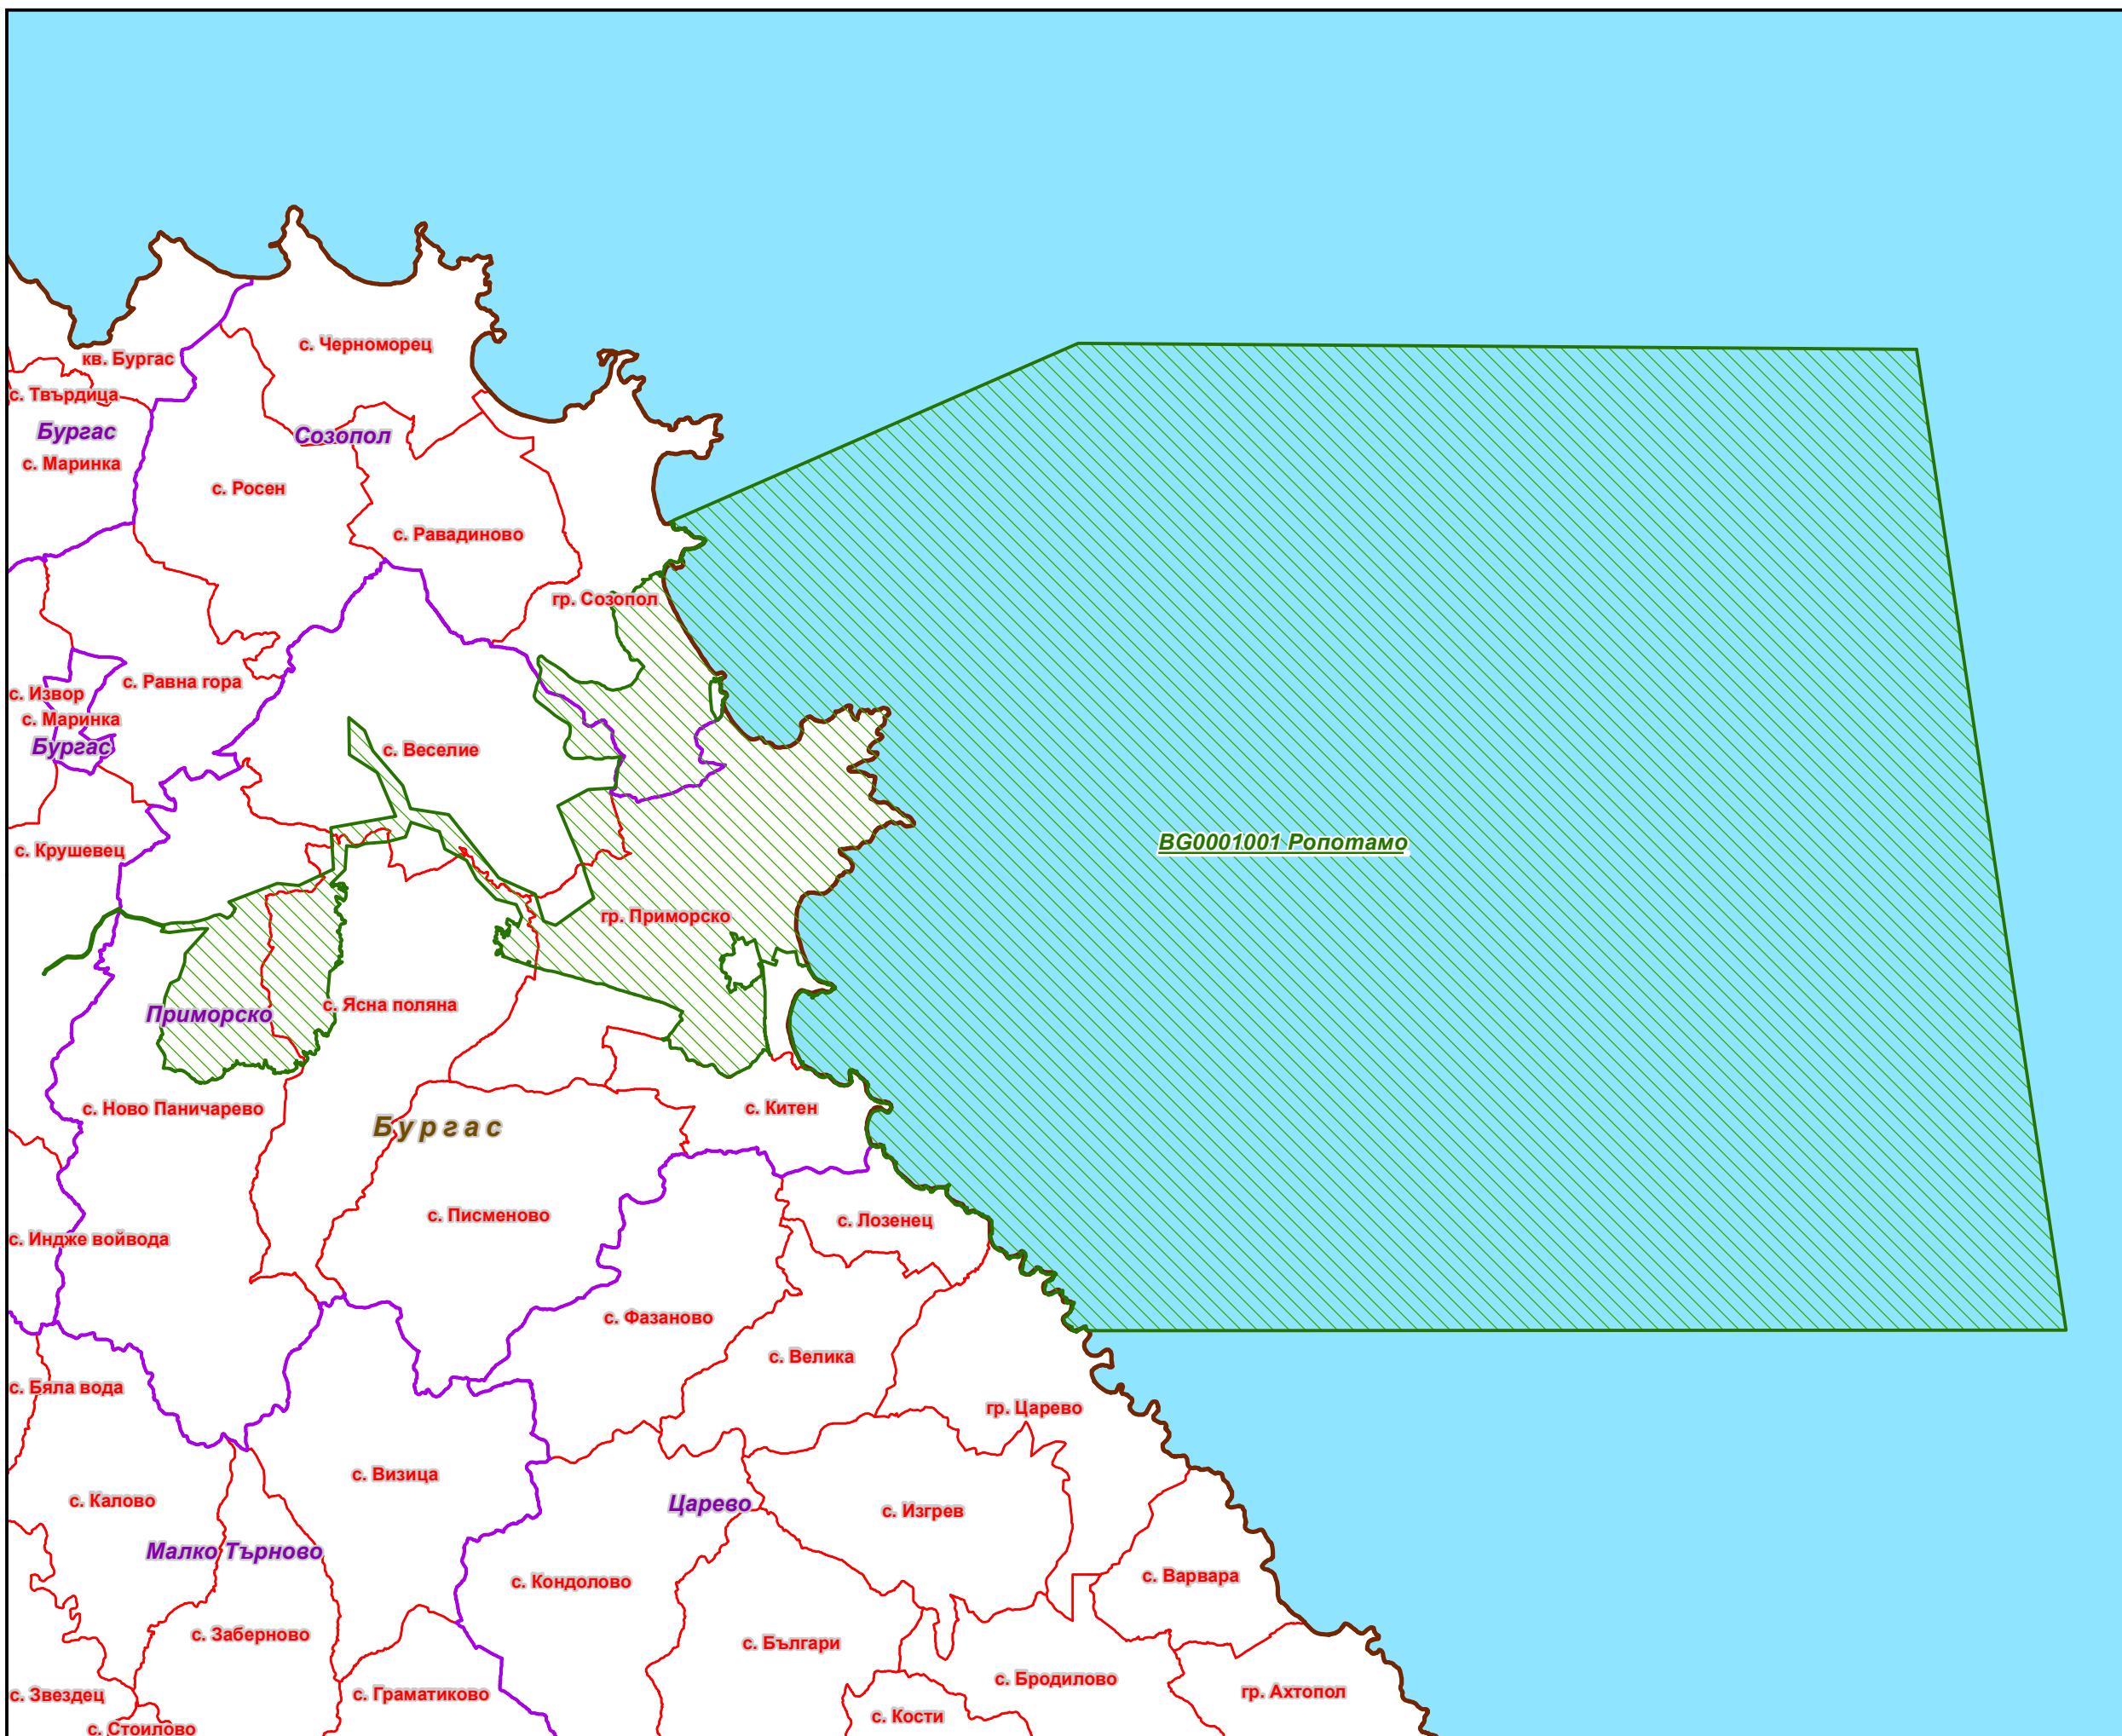 с. Черноморец
кв. Бургас
с. Твърдица
Бургас
Созопол
с. Маринка
с. Росен
с. Равадиново
гр. Созопол
с. Равна гора
с. Извор
с. Маринка
Бургас
с. Веселие
BG0001001 Ропотамо
с. Крушевец
гр. Приморско
с. Ясна поляна
Приморско
с. Ново Паничарево
с. Китен
Бургас
с. Писменово
с. Лозенец
с. Индже войвода
с. Фазаново
с. Велика
с. Бяла вода
гр. Царево
с. Визица
с. Калово
Царево
с. Изгрев
Малко Търново
с. Варвара
с. Кондолово
с. Заберново
с. Българи
с. Бродилово
гр. Ахтопол
с. Звездец
с. Граматиково
с. Кости
с. Стоилово